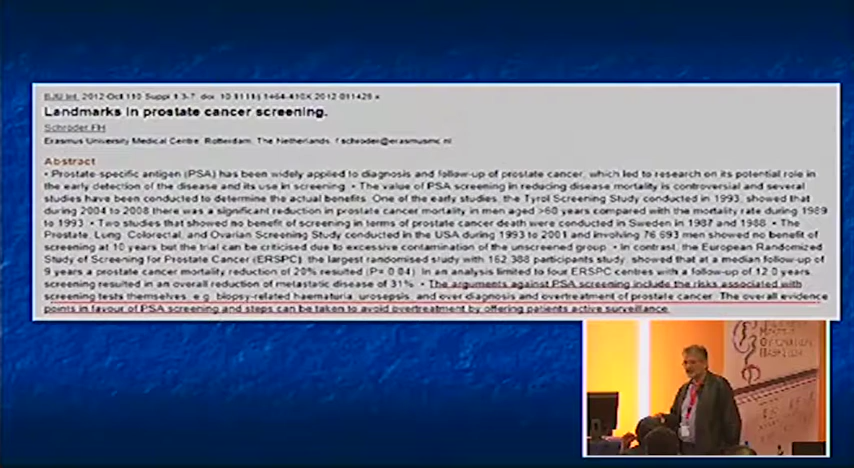 BJU Int. 2012 Oct;110 Suppl 1:3-7. doi:
Landmarks in prostate cancer screening.
Schroder FH
Erasmus University Medical Centre, Rotterdam, The Netherlands. f.schroder@erasmusmc.nl
Abstract
• Prostate-specific antigen (PSA) has been widely applied to diagnosis and follow-up of prostate cancer, which led to research on its potential role in
the early detection of the disease and its use in screening. • The value of PSA screening in reducing disease mortality is controversial and several
studies have been conducted to determine the actual benefits. One of the early studies, the Tyrol Screening Study conducted in 1993, showed that
during 2004 to 2008 there was a significant reduction in prostate cancer mortality in men aged >60 years compared with the mortality rate during 1989
to 1993. • Two studies that showed no benefit of screening in terms of prostate cancer death were conducted in Sweden in 1987 and 1988. • The
Prostate, Lung, Colorectal, and Ovarian Screening Study conducted in the USA during 1993 to 2001 and involving 76 693 men showed no benefit of
screening at 10 years but the trial can be criticised due to excessive contamination of the unscreened group. • In contrast, the European Randomized
Study of Screening for Prostate Cancer (ERSPC), the largest randomised study with 162 388 participants study, showed that at a median follow-up of
9 years a prostate cancer mortality reduction of 20% resulted (P= 0.04). In an analysis limited to four ERSPC centres with a follow-up of 12.0 years,
screening resulted in an overall reduction of metastatic disease of 31%. • The arguments against PSA screening include the risks associated with
screening tests themselves, e.g. biopsy-related haematuria, urosepsis, and over diagnosis and overtreatment of prostate cancer. The overall evidence
points in favour of PSA screening and steps can be taken to avoid overtreatment by offering patients active surveillance.